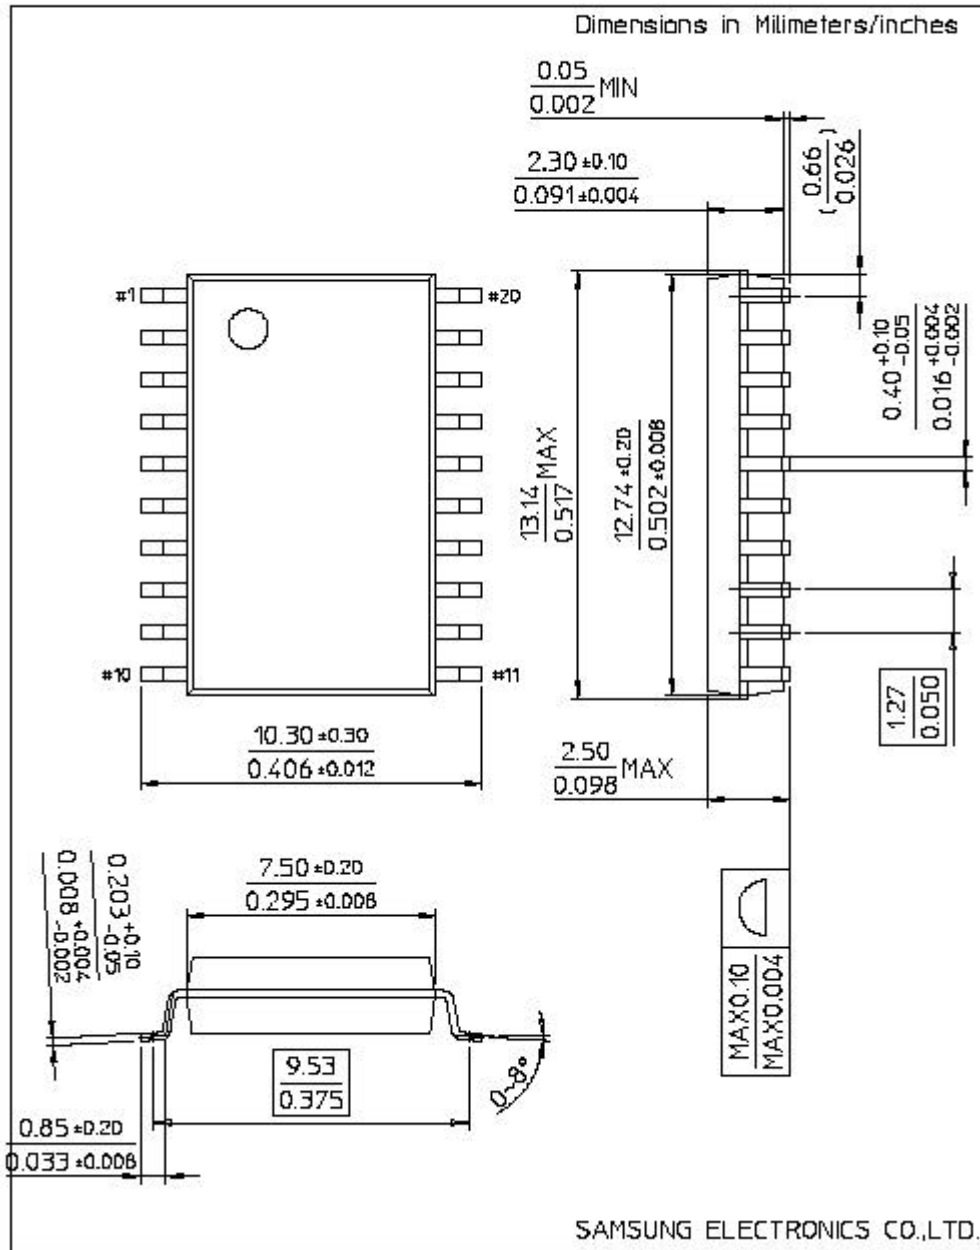 Dimensions in Milimeters/inches
0.05
0.002 MIN
2.30 ±0.10
0.091 ±0.004
(0.66
0.026)
#1
#20
0.40 +0.10 -0.05
0.016 +0.004 -0.002
13.14 MAX
0.517
12.74 ±0.20
0.502 ±0.008
#10
#11
1.27
0.050
10.30 ±0.30
0.406 ±0.012
2.50
0.098 MAX
0.203 +0.10 -0.05
0.008 +0.004 -0.002
7.50 ±0.20
0.295 ±0.008
MAX0.10
MAX0.004
9.53
0.375
0~8°
0.85 ±0.20
0.033 ±0.008
SAMSUNG ELECTRONICS CO.,LTD.